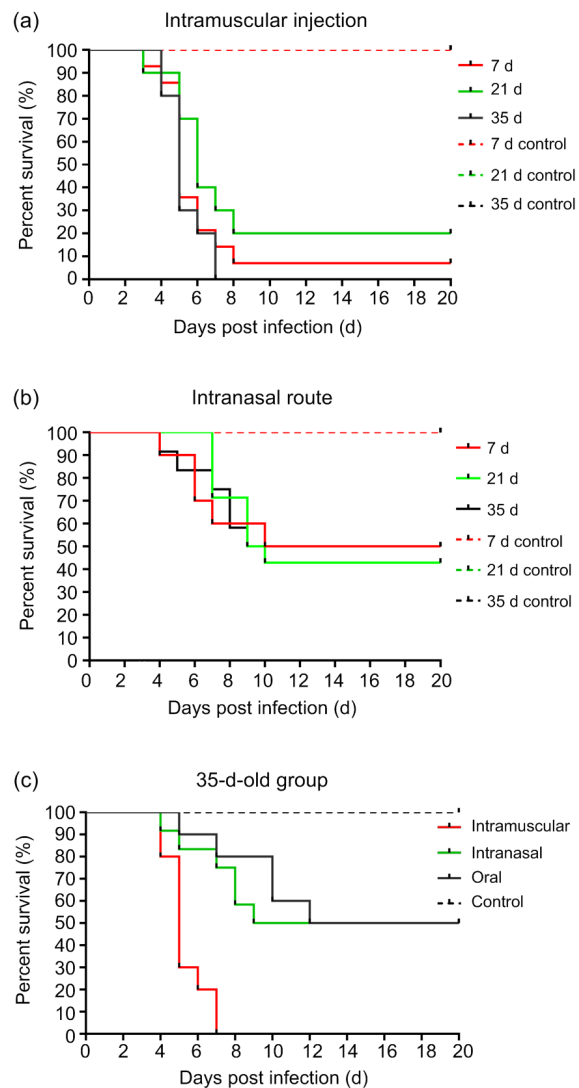 (a)
Intramuscular injection
Percent survival (%)
100
90
80
70
60
50
40
30
20
10
0
0 2 4 6 8 10 12 14 16 18 20
Days post infection (d)
7 d
21 d
35 d
7 d control
21 d control
35 d control
(b)
Intranasal route
Percent survival (%)
100
90
80
70
60
50
40
30
20
10
0
0 2 4 6 8 10 12 14 16 18 20
Days post infection (d)
7 d
21 d
35 d
7 d control
21 d control
35 d control
(c)
35-d-old group
Percent survival (%)
100
90
80
70
60
50
40
30
20
10
0
0 2 4 6 8 10 12 14 16 18 20
Days post infection (d)
Intramuscular
Intranasal
Oral
Control